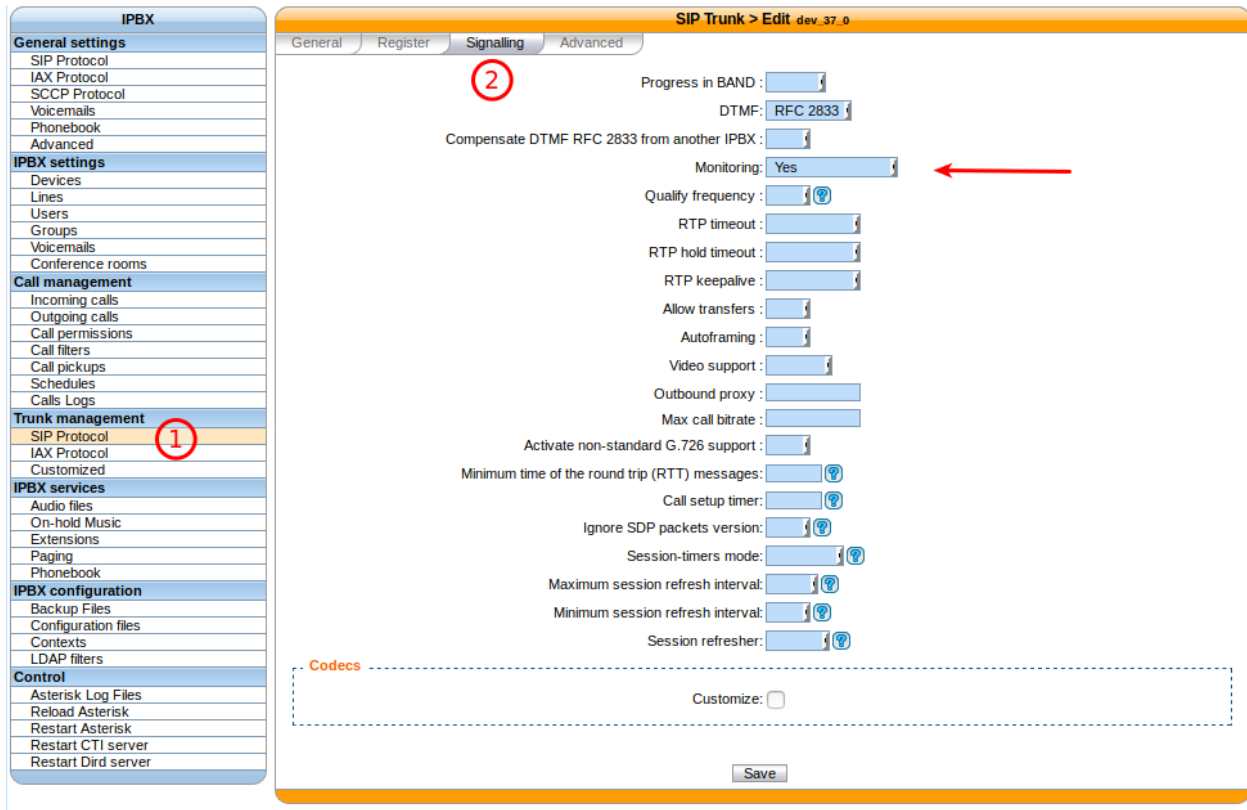 IPBX
General settings
SIP Protocol
IAX Protocol
SCCP Protocol
Voicemails
Phonebook
Advanced
IPBX settings
Devices
Lines
Users
Groups
Voicemails
Conference rooms
Call management
Incoming calls
Outgoing calls
Call permissions
Call filters
Call pickups
Schedules
Calls Logs
Trunk management
SIP Protocol
1
IAX Protocol
Customized
IPBX services
Audio files
On-hold Music
Extensions
Paging
Phonebook
IPBX configuration
Backup Files
Configuration files
Contexts
LDAP filters
Control
Asterisk Log Files
Reload Asterisk
Restart Asterisk
Restart CTI server
Restart Dird server
SIP Trunk > Edit dev_37_0
General Register Signalling Advanced
2
Progress in BAND :
DTMF: RFC 2833
Compensate DTMF RFC 2833 from another IPBX :
Monitoring: Yes
Qualify frequency : ?
RTP timeout :
RTP hold timeout :
RTP keepalive :
Allow transfers :
Autoframing :
Video support :
Outbound proxy :
Max call bitrate :
Activate non-standard G.726 support :
Minimum time of the round trip (RTT) messages: ?
Call setup timer: ?
Ignore SDP packets version: ?
Session-timers mode: ?
Maximum session refresh interval: ?
Minimum session refresh interval: ?
Session refresher: ?
Codecs
Customize:
Save